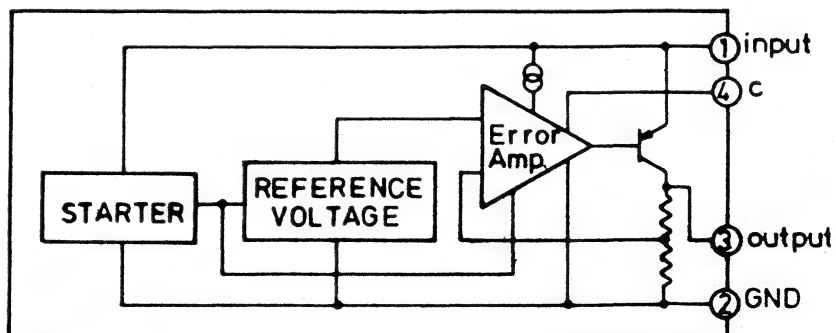 1 input
4 c
Error
Amp.
STARTER
REFERENCE
VOLTAGE
3 output
2 GND